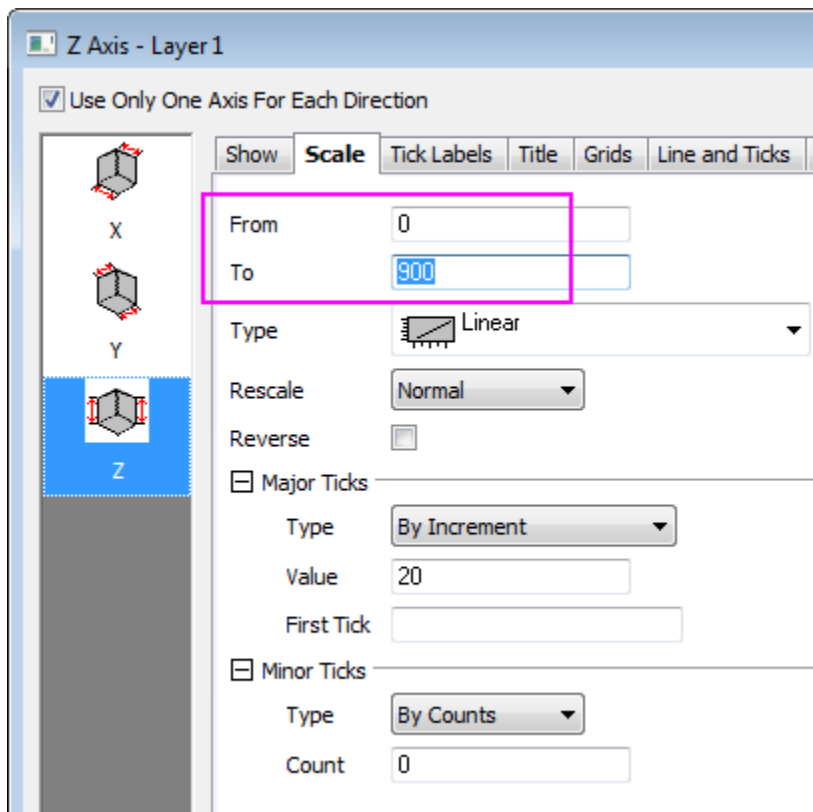 Z Axis - Layer 1
Use Only One Axis For Each Direction
X
Y
Z
Show Scale Tick Labels Title Grids Line and Ticks
From 0
To 900
Type Linear
Rescale Normal
Reverse
Major Ticks
Type By Increment
Value 20
First Tick
Minor Ticks
Type By Counts
Count 0